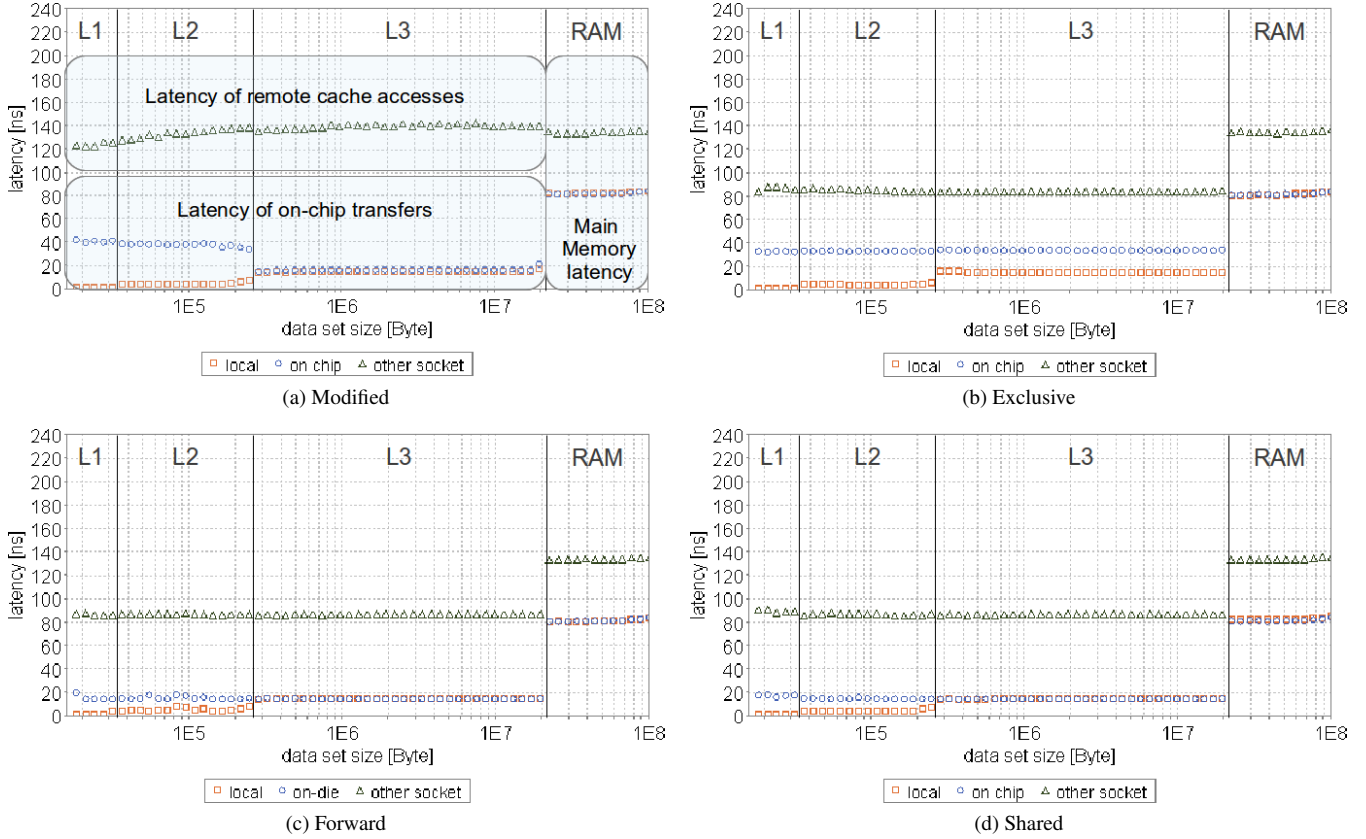 240
220
200
180
160
140
120
100
80
60
40
20
0
latency [ns]
L1 L2 L3 RAM
Latency of remote cache accesses
Latency of on-chip transfers
Main
Memory
latency
1E5 1E6 1E7 1E8
data set size [Byte]
local on chip other socket
(a) Modified
240
220
200
180
160
140
120
100
80
60
40
20
0
latency [ns]
L1 L2 L3 RAM
1E5 1E6 1E7 1E8
data set size [Byte]
local on chip other socket
(b) Exclusive
240
220
200
180
160
140
120
100
80
60
40
20
0
latency [ns]
L1 L2 L3 RAM
1E5 1E6 1E7 1E8
data set size [Byte]
local on-die other socket
(c) Forward
240
220
200
180
160
140
120
100
80
60
40
20
0
latency [ns]
L1 L2 L3 RAM
1E5 1E6 1E7 1E8
data set size [Byte]
local on chip other socket
(d) Shared